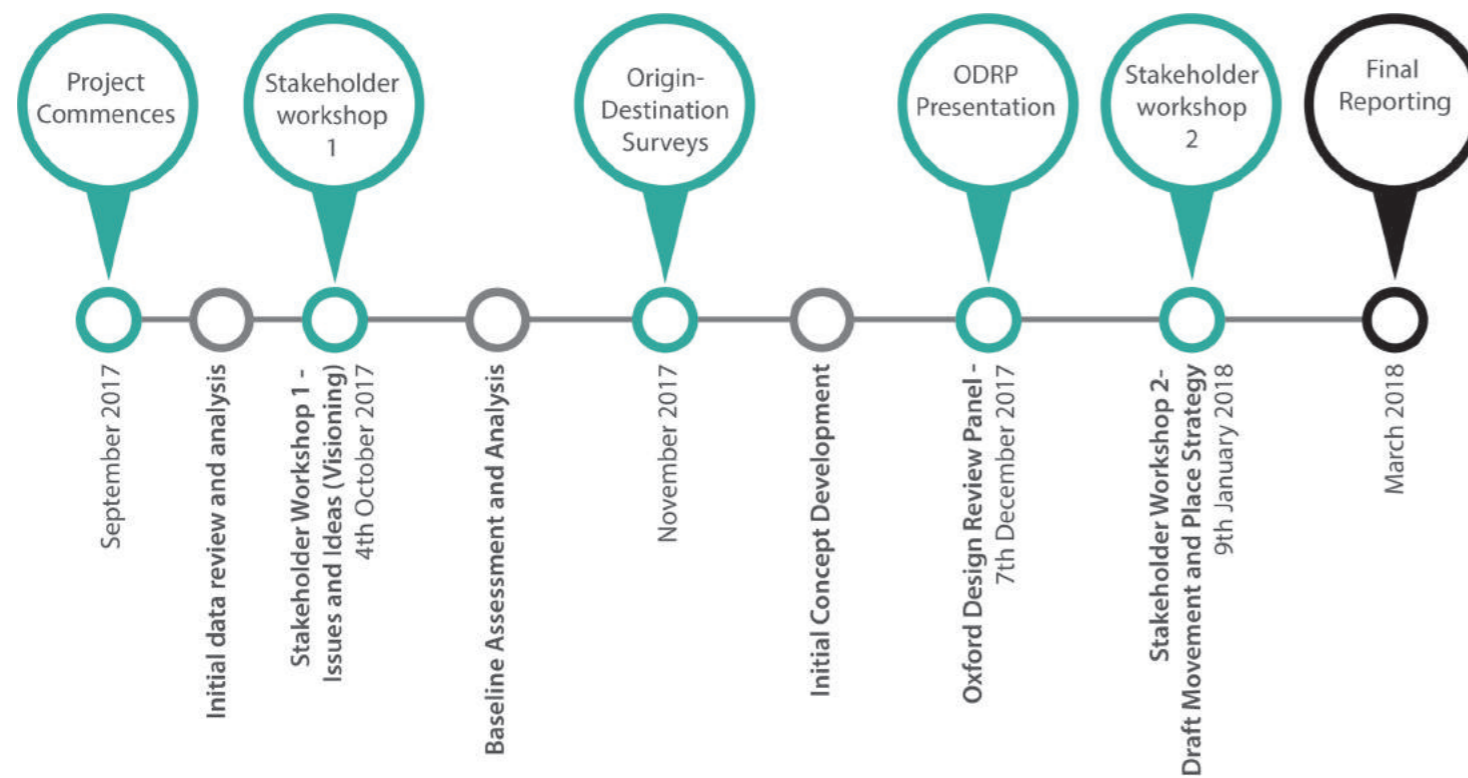 Project
Commences
Stakeholder
workshop
1
Origin-
Destination
Surveys
ODRP
Presentation
Stakeholder
workshop
2
Final
Reporting
September 2017
Initial data review and analysis
Stakeholder Workshop 1 -
Issues and Ideas (Visioning)
4th October 2017
Baseline Assessment and Analysis
November 2017
Initial Concept Development
Oxford Design Review Panel -
7th December 2017
Stakeholder Workshop 2-
Draft Movement and Place Strategy
9th January 2018
March 2018